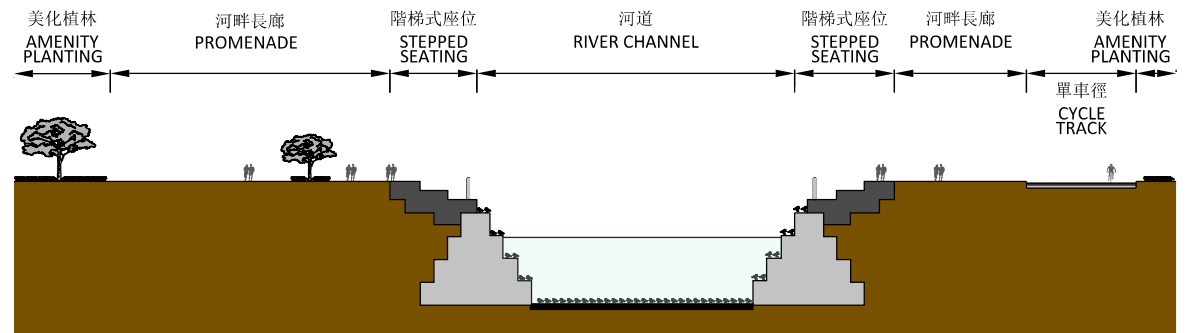 美化植林
AMENITY
PLANTING
河畔長廊
PROMENADE
階梯式座位
STEPPED
SEATING
河道
RIVER CHANNEL
階梯式座位
STEPPED
SEATING
河畔長廊
PROMENADE
單車徑
CYCLE
TRACK
美化植林
AMENITY
PLANTING